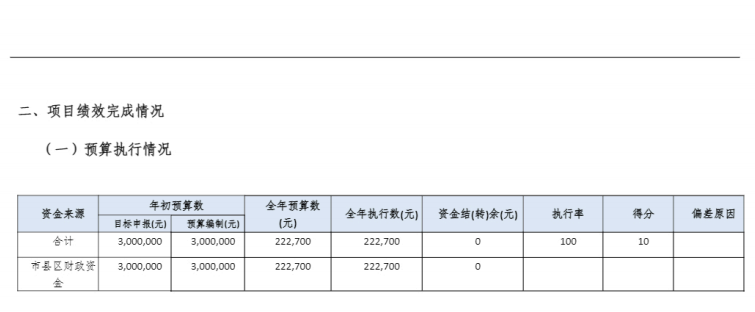 二、项目绩效完成情况
（一）预算执行情况
资金来源 年初预算数 全年预算数(元) 全年执行数(元) 资金结(转)余(元) 执行率 得分 偏差原因
目标申报(元) 预算编制(元)
合计 3,000,000 3,000,000 222,700 222,700 0 100 10
市县区财政资金 3,000,000 3,000,000 222,700 222,700 0